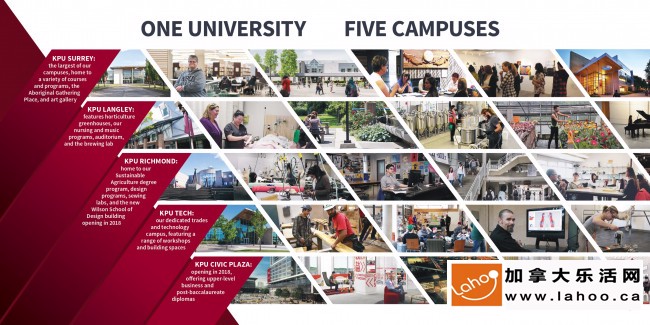 ONE UNIVERSITY FIVE CAMPUSES
KPU SURREY:
the largest of our
campuses, home to
a variety of courses
and programs, the
Aboriginal Gathering
Place, and art gallery
KPU LANGLEY:
features horticulture
greenhouses, our
nursing and music
programs, auditorium,
and the brewing lab
KPU RICHMOND:
home to our
Sustainable
Agriculture degree
program, design
programs, sewing
labs, and the new
Wilson School of
Design building
opening in 2018
KPU TECH:
our dedicated trades
and technology
campus, featuring a
range of workshops
and building spaces
KPU CIVIC PLAZA:
opening in 2018,
offering upper-level
business and
post-baccalaureate
diplomas
Lahoo
加拿大乐活网
www.lahoo.ca